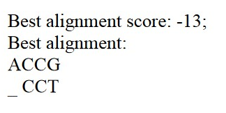 Best alignment score: -13;
Best alignment:
ACCG
_ CCT